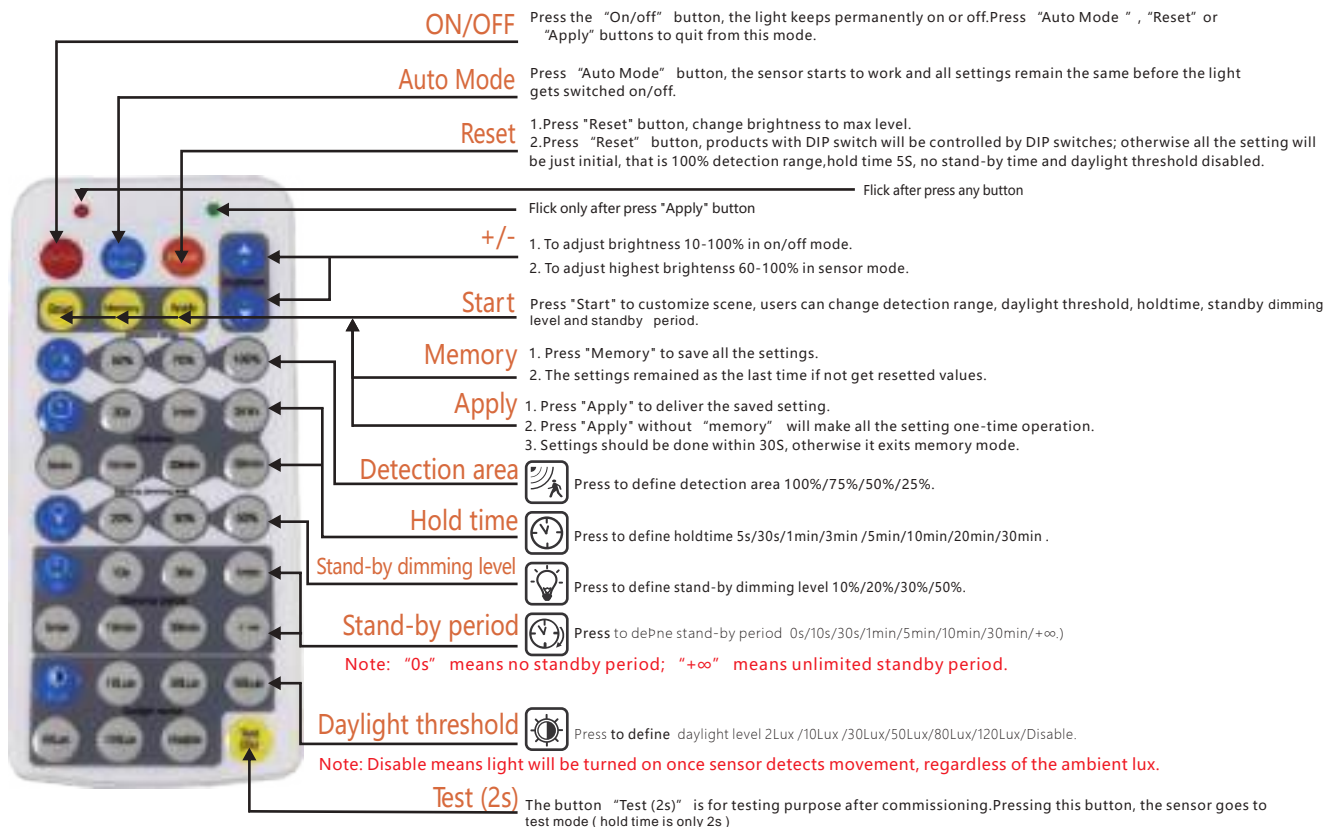 ON/OFF
Press the “On/off” button, the light keeps permanently on or off.Press “Auto Mode “ , “Reset” or
“Apply” buttons to quit from this mode.
Auto Mode
Press “Auto Mode” button, the sensor starts to work and all settings remain the same before the light
gets switched on/off.
Reset
1.Press "Reset" button, change brightness to max level.
2.Press “Reset” button, products with DIP switch will be controlled by DIP switches; otherwise all the setting will
be just initial, that is 100% detection range,hold time 5S, no stand-by time and daylight threshold disabled.
Flick after press any button
Flick only after press "Apply" button
+/-
1. To adjust brightness 10-100% in on/off mode.
2. To adjust highest brightenss 60-100% in sensor mode.
Start
Press "Start" to customize scene, users can change detection range, daylight threshold, holdtime, standby dimming
level and standby period.
Memory
1. Press "Memory" to save all the settings.
2. The settings remained as the last time if not get resetted values.
Apply
1. Press "Apply" to deliver the saved setting.
2. Press "Apply" without “memory” will make all the setting one-time operation.
3. Settings should be done within 30S, otherwise it exits memory mode.
Detection area
Press to define detection area 100%/75%/50%/25%.
Hold time
Press to define holdtime 5s/30s/1min/3min /5min/10min/20min/30min .
Stand-by dimming level
Press to define stand-by dimming level 10%/20%/30%/50%.
Stand-by period
Press to deÞne stand-by period 0s/10s/30s/1min/5min/10min/30min/+∞.)
Note: “0s” means no standby period; “+∞” means unlimited standby period.
Daylight threshold
Press to define daylight level 2Lux /10Lux /30Lux/50Lux/80Lux/120Lux/Disable.
Note: Disable means light will be turned on once sensor detects movement, regardless of the ambient lux.
Test (2s)
The button “Test (2s)” is for testing purpose after commissioning.Pressing this button, the sensor goes to
test mode ( hold time is only 2s )
100%
20%
30%
50%
Test